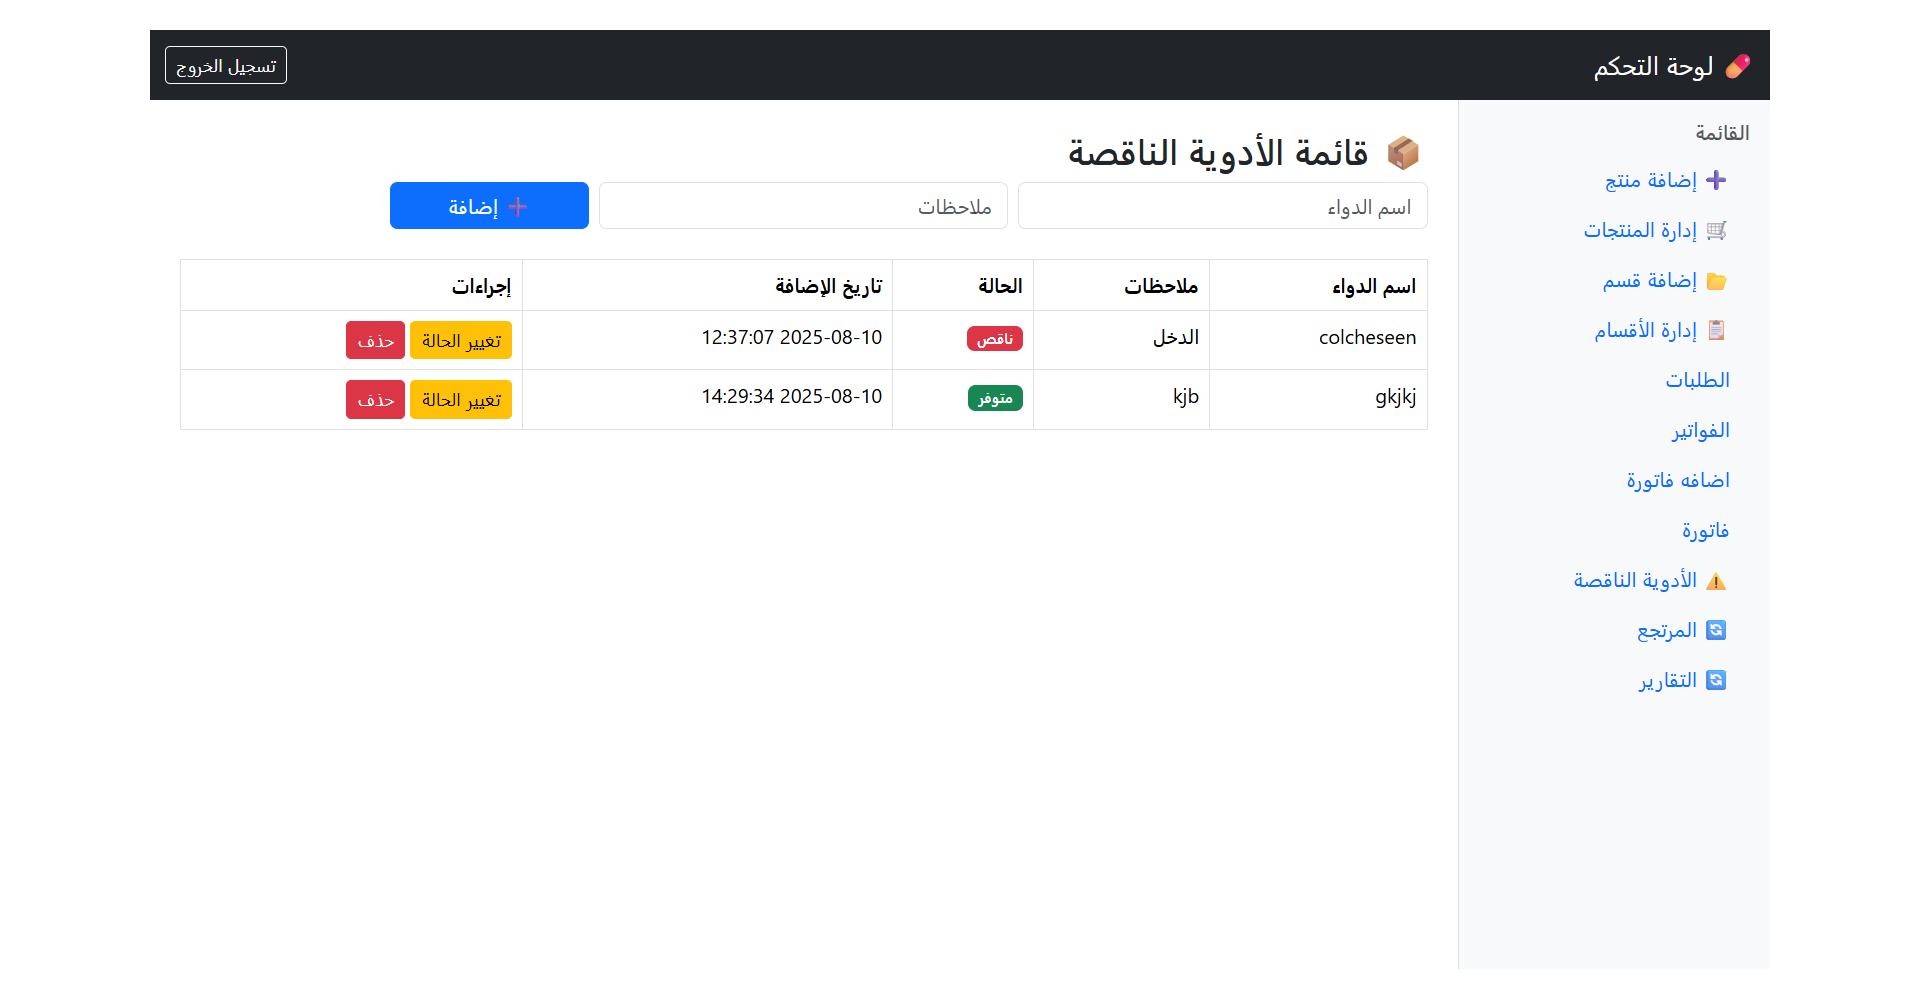 لوحة التحكم
تسجيل الخروج
القائمة
إضافة منتج
إدارة المنتجات
إضافة قسم
إدارة الأقسام
الطلبات
الفواتير
اضافه فاتورة
فاتورة
الأدوية الناقصة
المرتجع
التقارير
قائمة الأدوية الناقصة
اسم الدواء ملاحظات إضافة
اسم الدواء ملاحظات الحالة تاريخ الإضافة إجراءات
colcheseen الدخل ناقص 2025-08-10 12:37:07 تغيير الحالة حذف
gkjkj kjb متوفر 2025-08-10 14:29:34 تغيير الحالة حذف